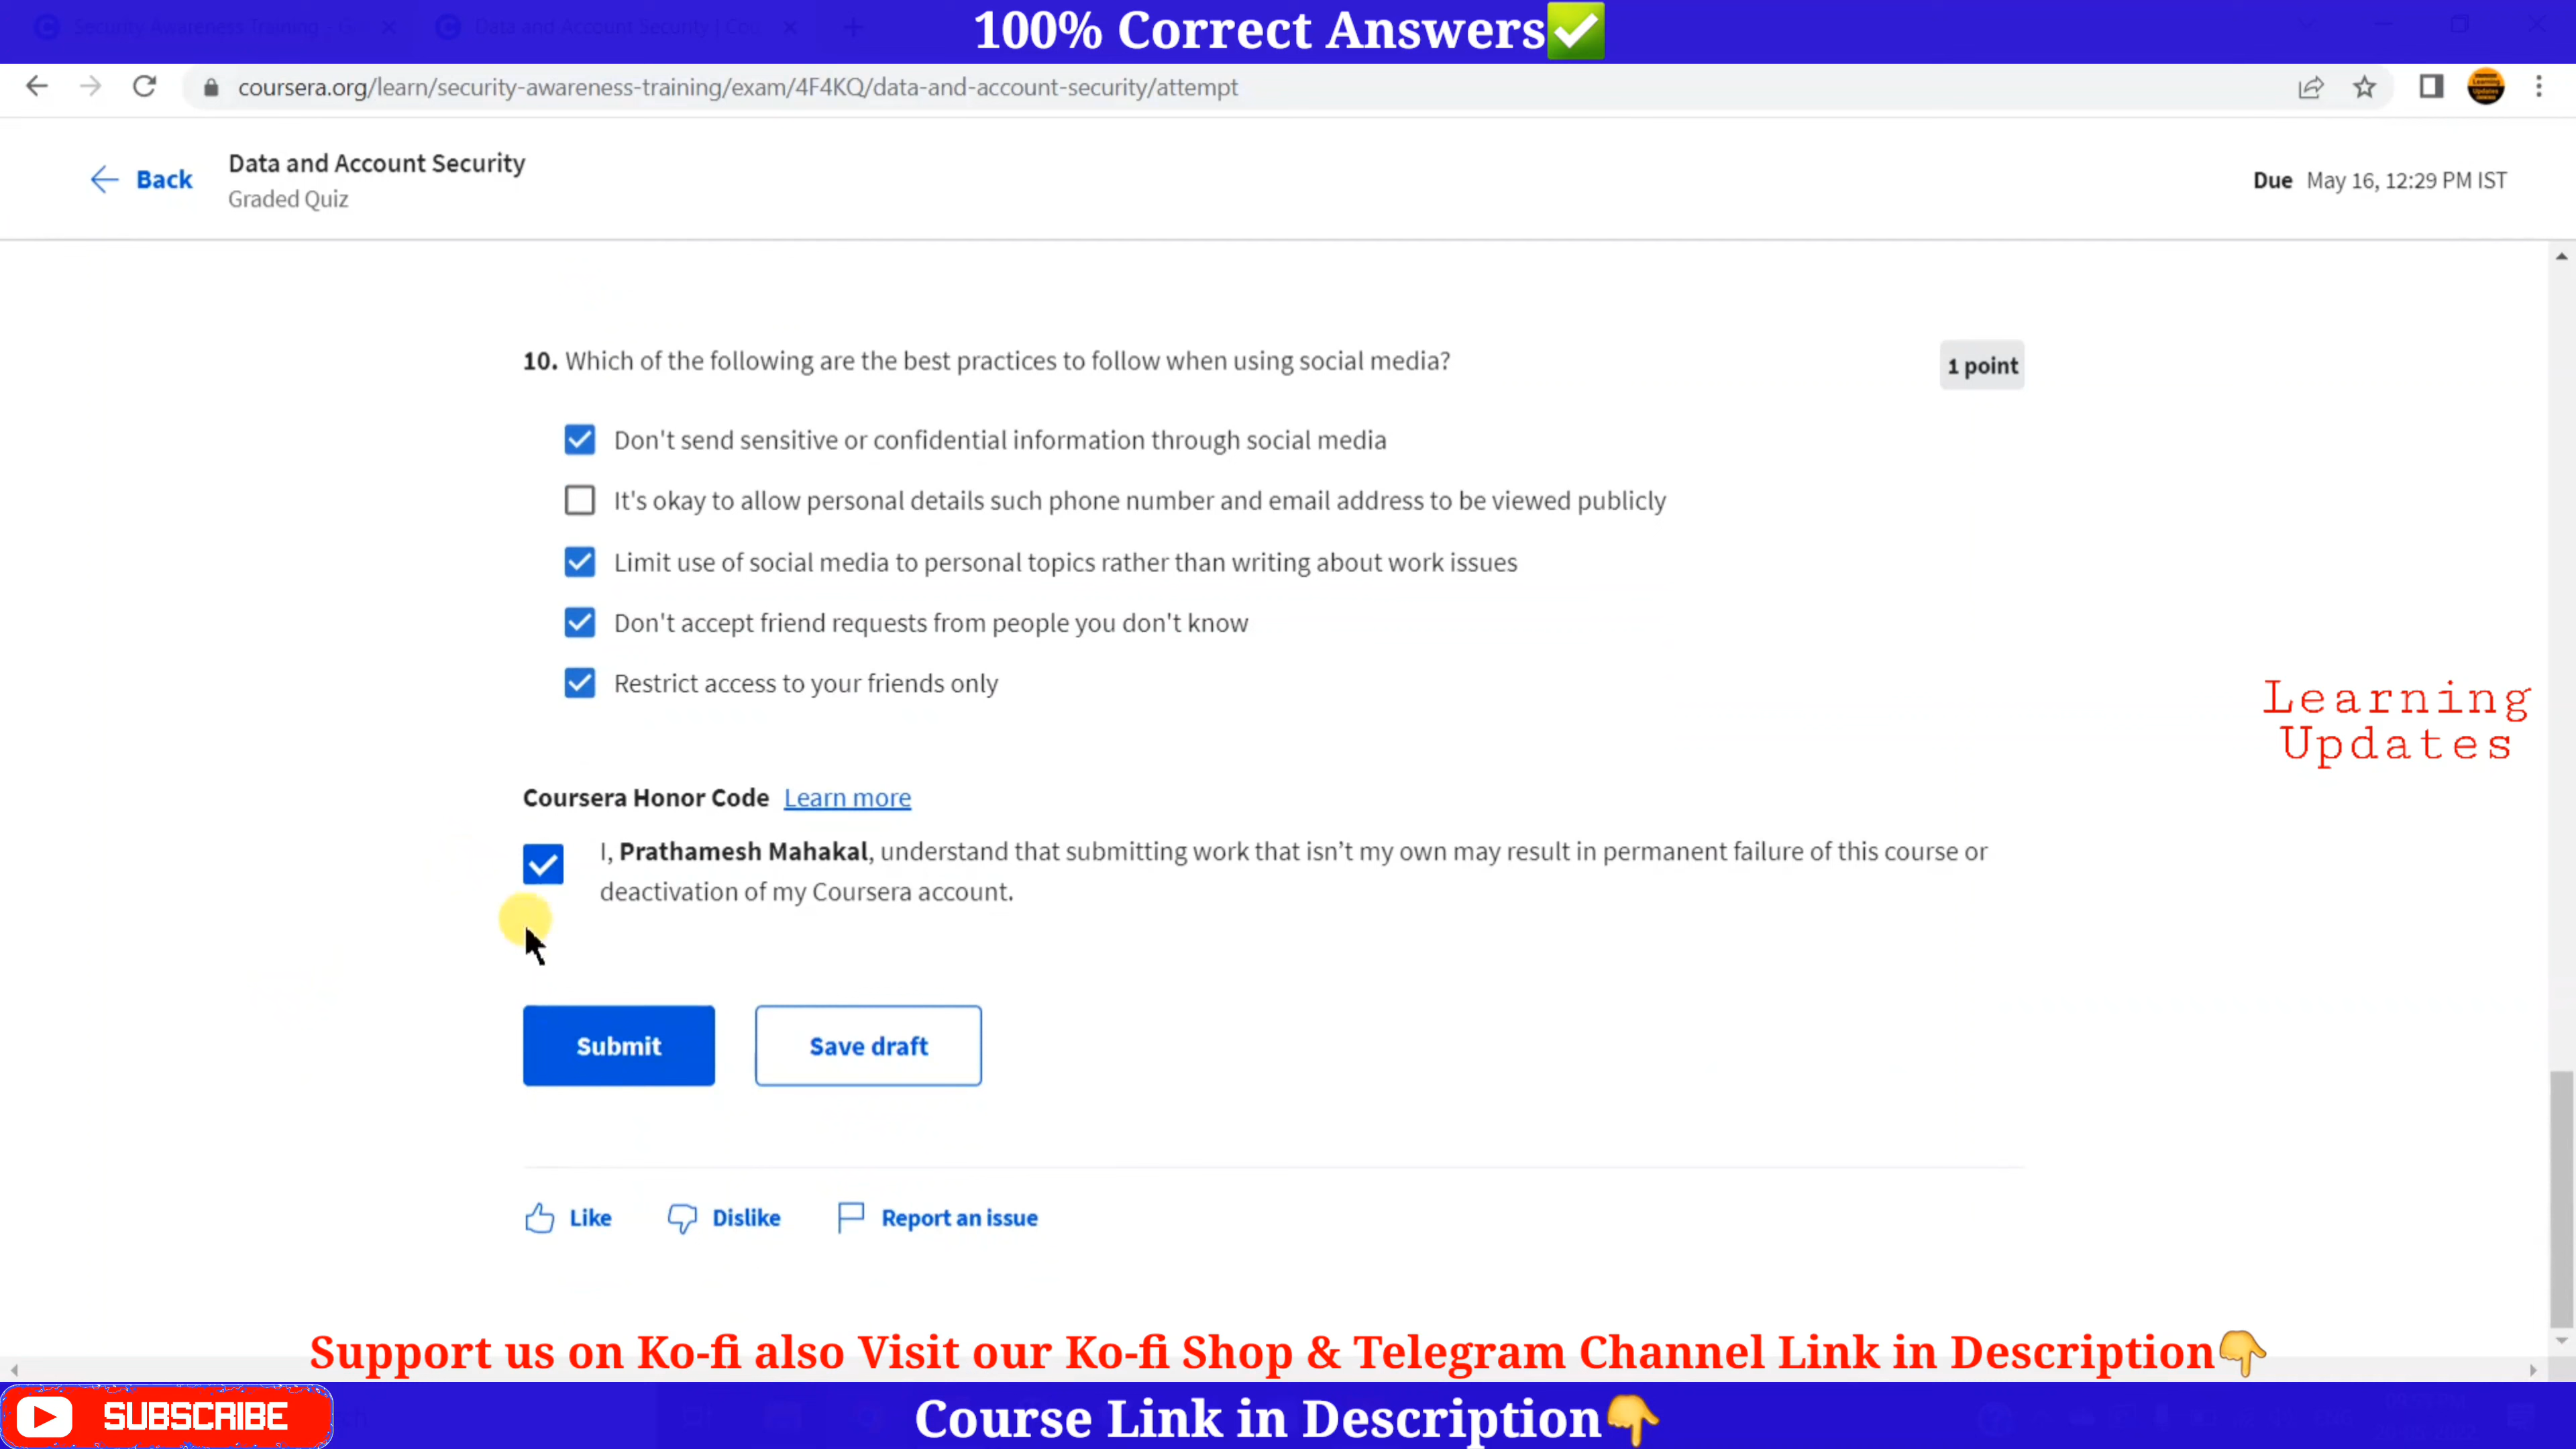 100% Correct Answers✅
Security Awareness Training
Data and Account Security | Cou
coursera.org/learn/security-awareness-training/exam/4F4KQ/data-and-account-security/attempt
Back
Data and Account Security
Graded Quiz
Due May 16, 12:29 PM IST
10. Which of the following are the best practices to follow when using social media?
1 point
Don't send sensitive or confidential information through social media
It's okay to allow personal details such phone number and email address to be viewed publicly
Limit use of social media to personal topics rather than writing about work issues
Don't accept friend requests from people you don't know
Restrict access to your friends only
Learning
Updates
Coursera Honor Code Learn more
I, Prathamesh Mahakal, understand that submitting work that isn’t my own may result in permanent failure of this course or
deactivation of my Coursera account.
Submit
Save draft
Like
Dislike
Report an issue
Support us on Ko-fi also Visit our Ko-fi Shop & Telegram Channel Link in Description👇
SUBSCRIBE
Course Link in Description👇